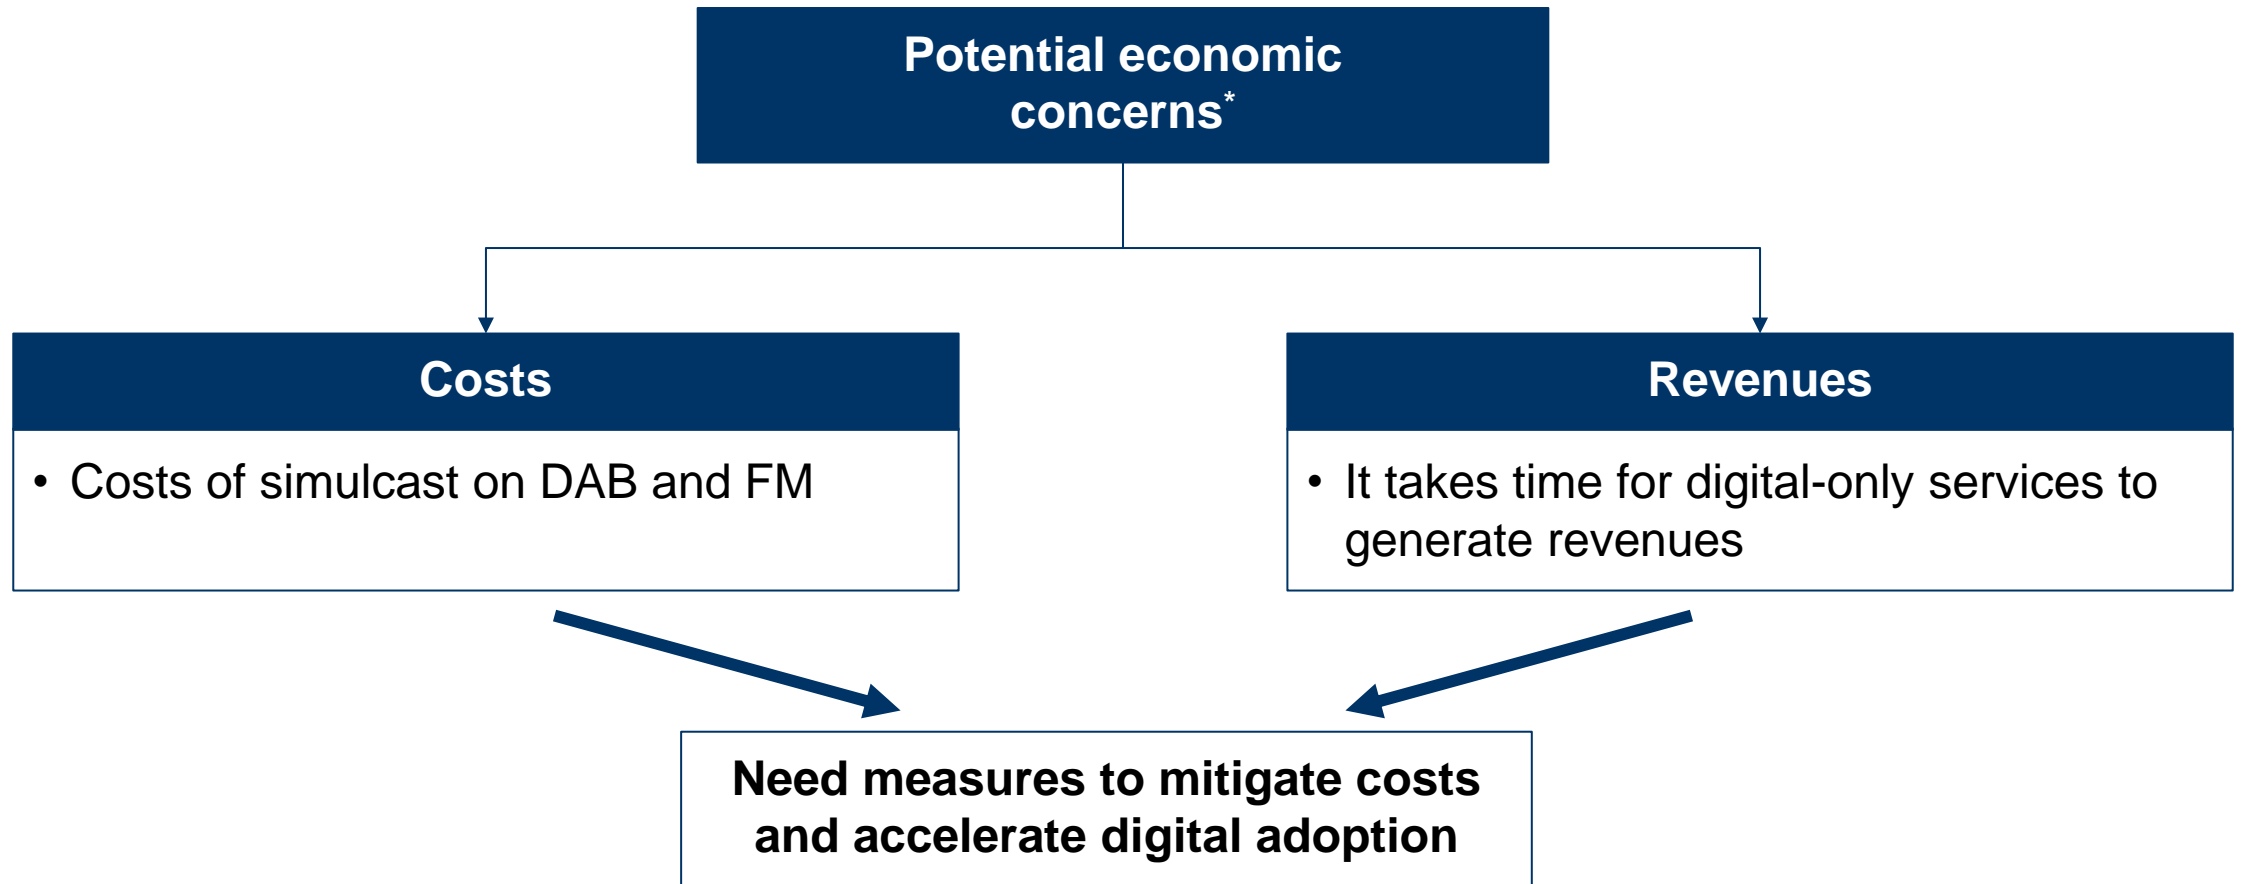 Potential economic
concerns*
Costs
• Costs of simulcast on DAB and FM
Revenues
• It takes time for digital-only services to
generate revenues
Need measures to mitigate costs
and accelerate digital adoption